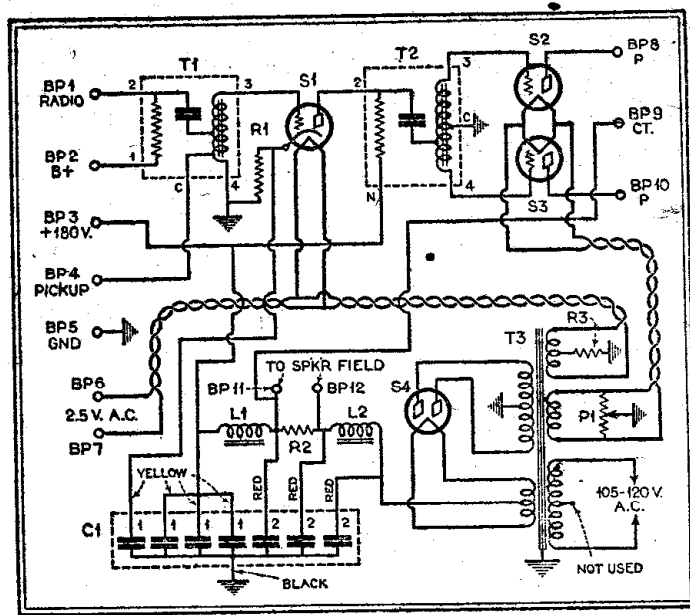 T1
T2
S2
BP8
P
BP1
RADIO
2
3
S1
2
3
BP9
CT.
R1
C
BP2
B+
1
C
4
N
4
S3
BP10
P
BP3
+180 V.
BP4
PICKUP
BP5
GND
T3
R3
BP6
2.5 V. A.C.
BP7
TO SPKR FIELD
BP11
BP12
S4
L1
R2
L2
P1
YELLOW
RED
RED
RED
105-120 V.
A.C.
C1
1
1
1
1
2
2
2
BLACK
NOT USED